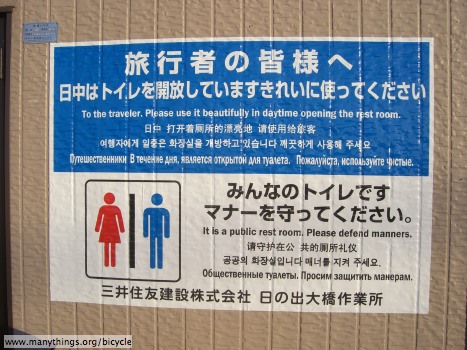 旅行者の皆様へ
日中はトイレを開放していますきれいに使ってください
To the traveler. Please use it beautifully in daytime opening the rest room.
日中 打开着厕所的漂亮地 请使用给旅客
여행자에게 일중은 화장실을 개방하고 있습니다 깨끗하게 사용해 주세요
Путешественники В течение дня, является открытой для туалета. Пожалуйста, используйте чистые.
みんなのトイレです
マナーを守ってください。
It is a public rest room. Please defend manners.
请守护在公 共的厕所礼仪
공공의 화장실입니다 매너를 지켜 주세요.
Общественные туалеты. Просим защитить манерам.
三井住友建設株式会社 日の出大橋作業所
www.manythings.org/bicycle